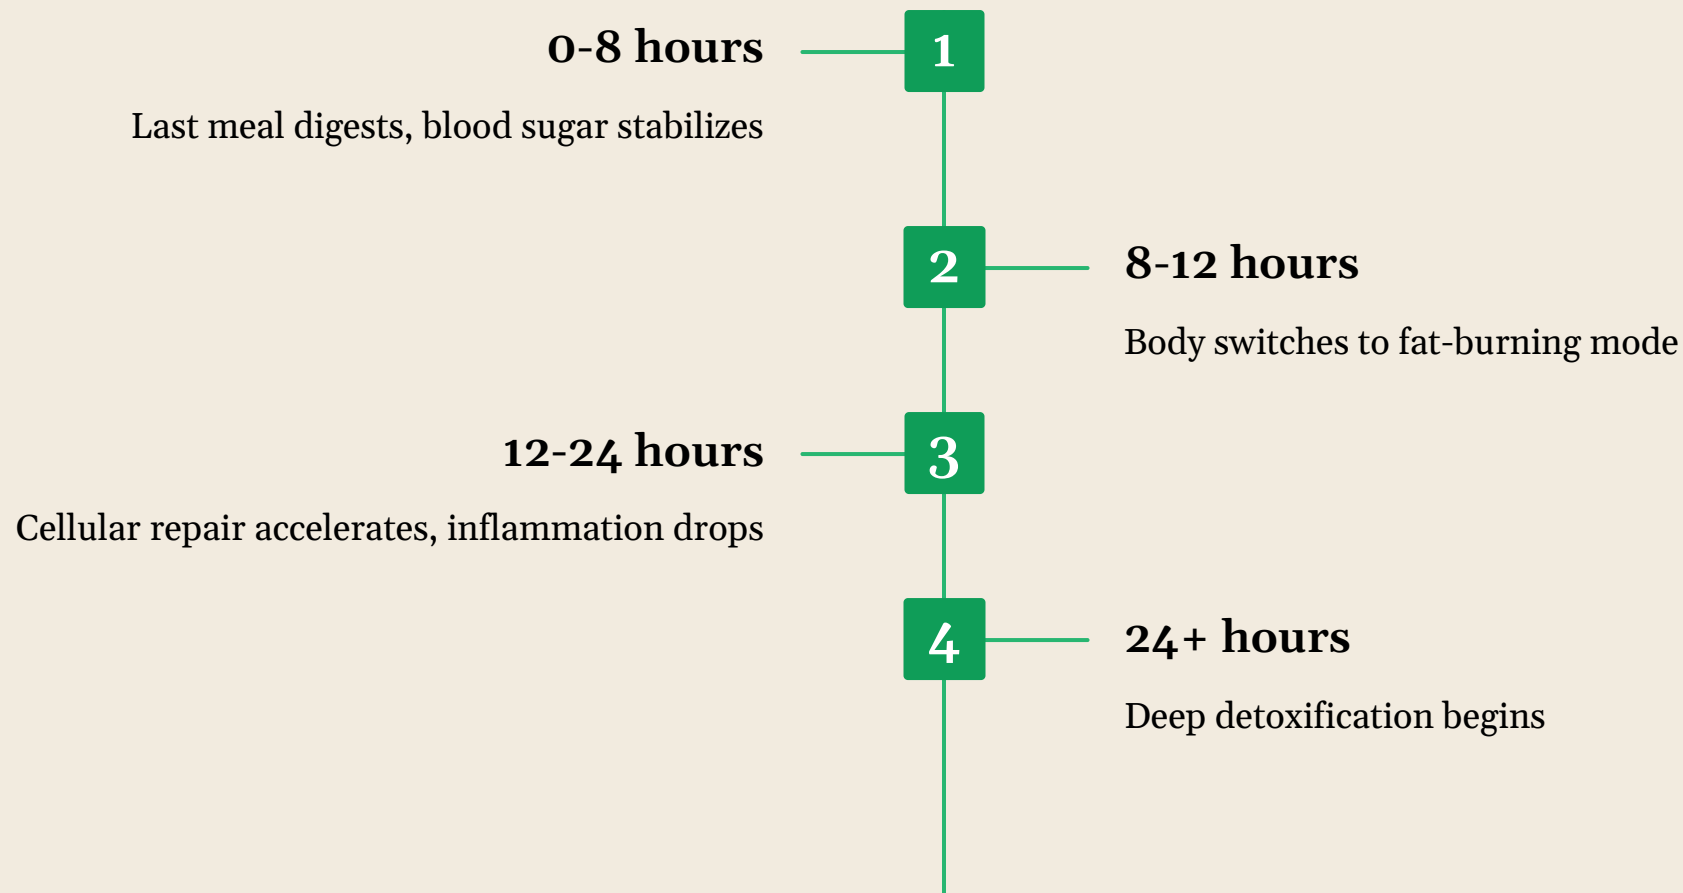 0-8 hours
1
Last meal digests, blood sugar stabilizes
2
8-12 hours
Body switches to fat-burning mode
12-24 hours
3
Cellular repair accelerates, inflammation drops
4
24+ hours
Deep detoxification begins